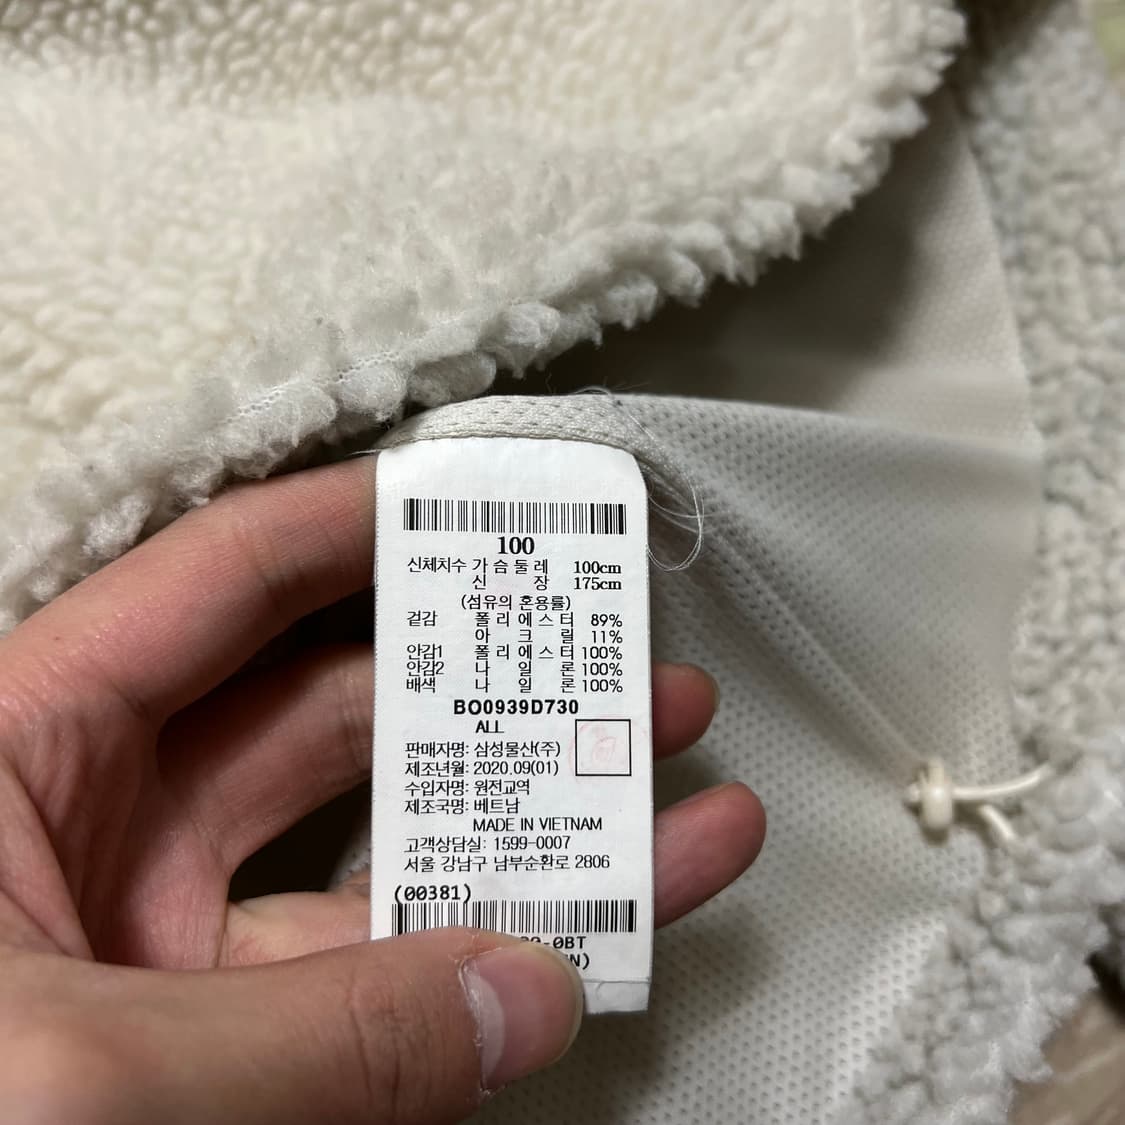 100
신체치수 가슴둘레 100cm
신장 175cm
(섬유의 혼용률)
겉감 폴리에스터 89%
아크릴 11%
안감1 폴리에스터 100%
안감2 나일론 100%
배색 나일론 100%
BO0939D730
ALL
판매자명: 삼성물산(주)
제조년월: 2020.09(01)
수입자명: 원전교역
제조국명: 베트남
MADE IN VIETNAM
고객상담실: 1599-0007
서울 강남구 남부순환로 2806
(00381)
-0BT
N)